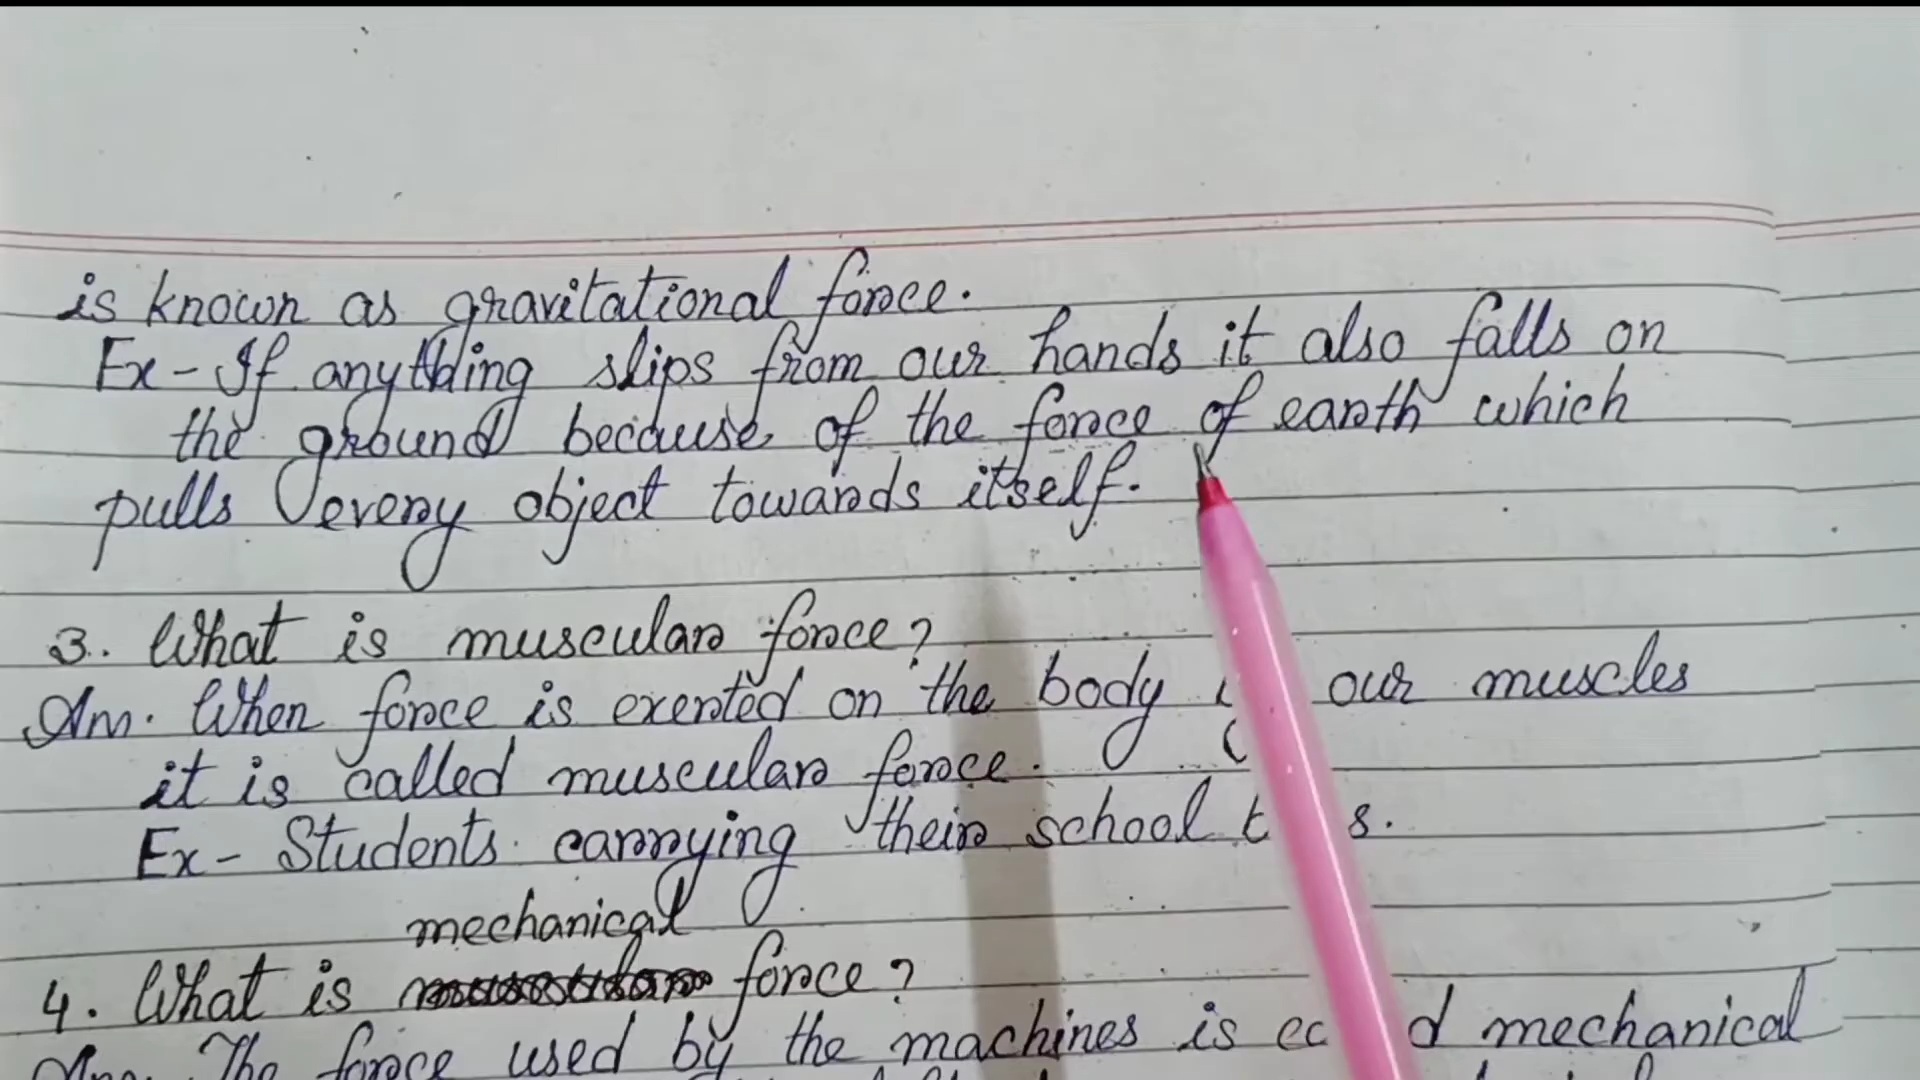 is known as gravitational force.
Ex - If anything slips from our hands it also falls on
the ground because of the force of earth which
pulls every object towards itself.
3. What is muscular force?
Ans. When force is exerted on the body our muscles
it is called muscular force.
Ex - Students carrying their school
mechanical
4. What is force?
Ans. The force used by the machines is mechanical